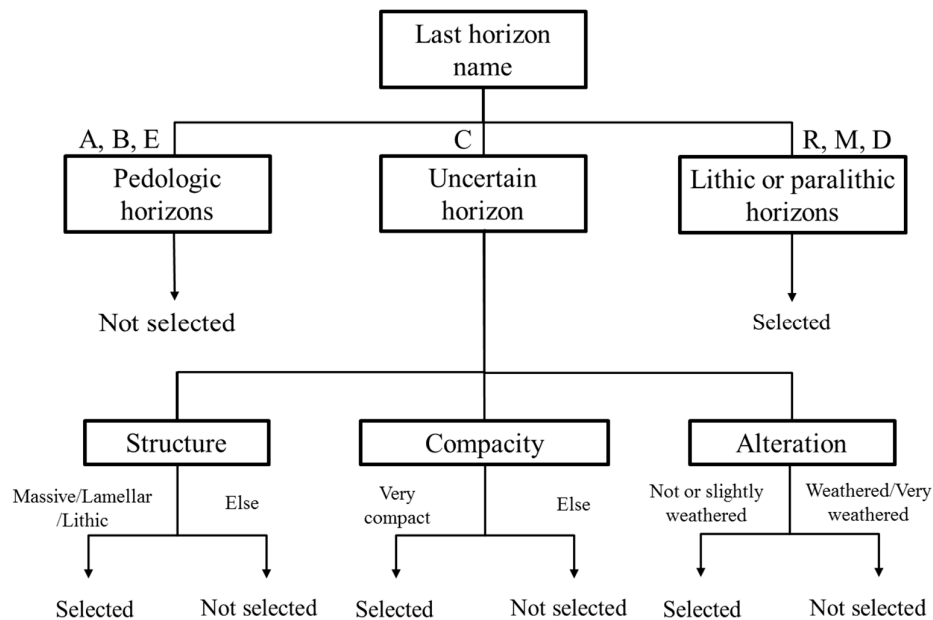 Last horizon
name
A, B, E
C
R, M, D
Pedologic
horizons
Uncertain
horizon
Lithic or paralithic
horizons
Not selected
Selected
Structure
Compacity
Alteration
Massive/Lamellar
/Lithic
Else
Very
compact
Else
Not or slightly
weathered
Weathered/Very
weathered
Selected
Not selected
Selected
Not selected
Selected
Not selected